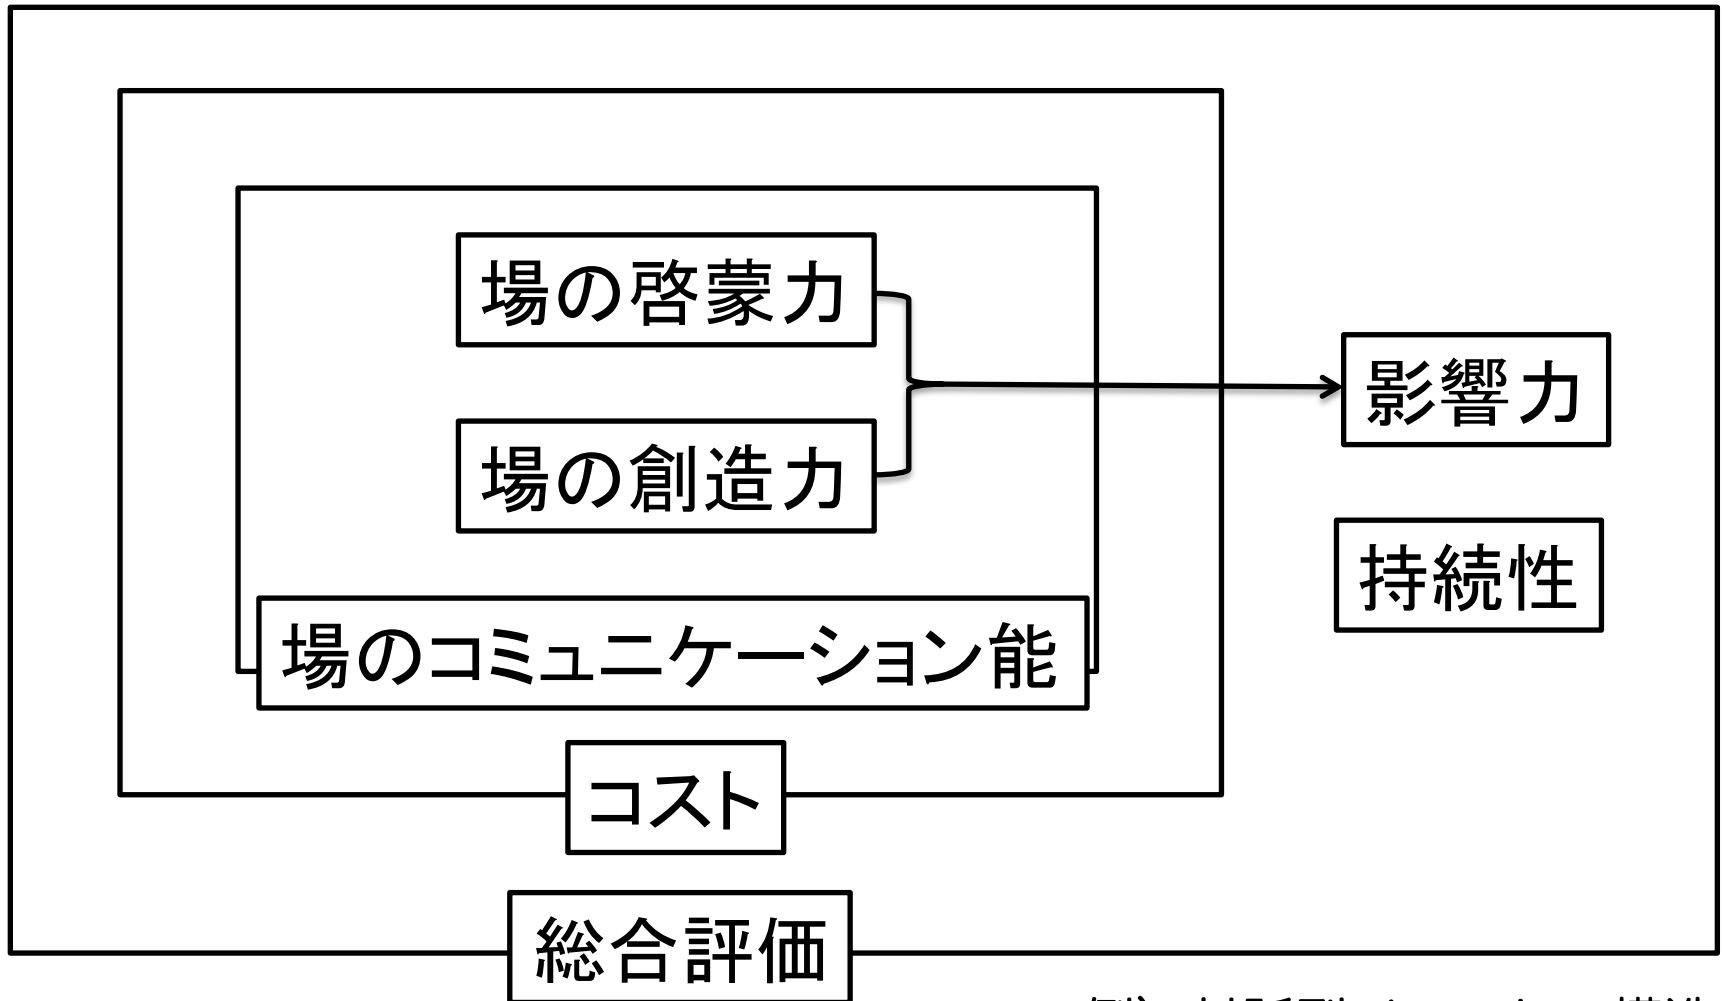 場の啓蒙力
影響力
場の創造力
持続性
場のコミュニケーション能
コスト
総合評価